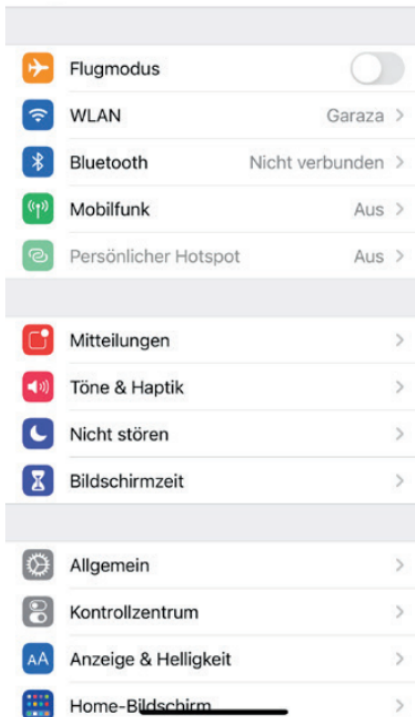 Flugmodus
WLAN Garaza
Bluetooth Nicht verbunden
Mobilfunk Aus
Persönlicher Hotspot Aus
Mitteilungen
Töne & Haptik
Nicht stören
Bildschirmzeit
Allgemein
Kontrollzentrum
AA Anzeige & Helligkeit
Home-Bildschirm